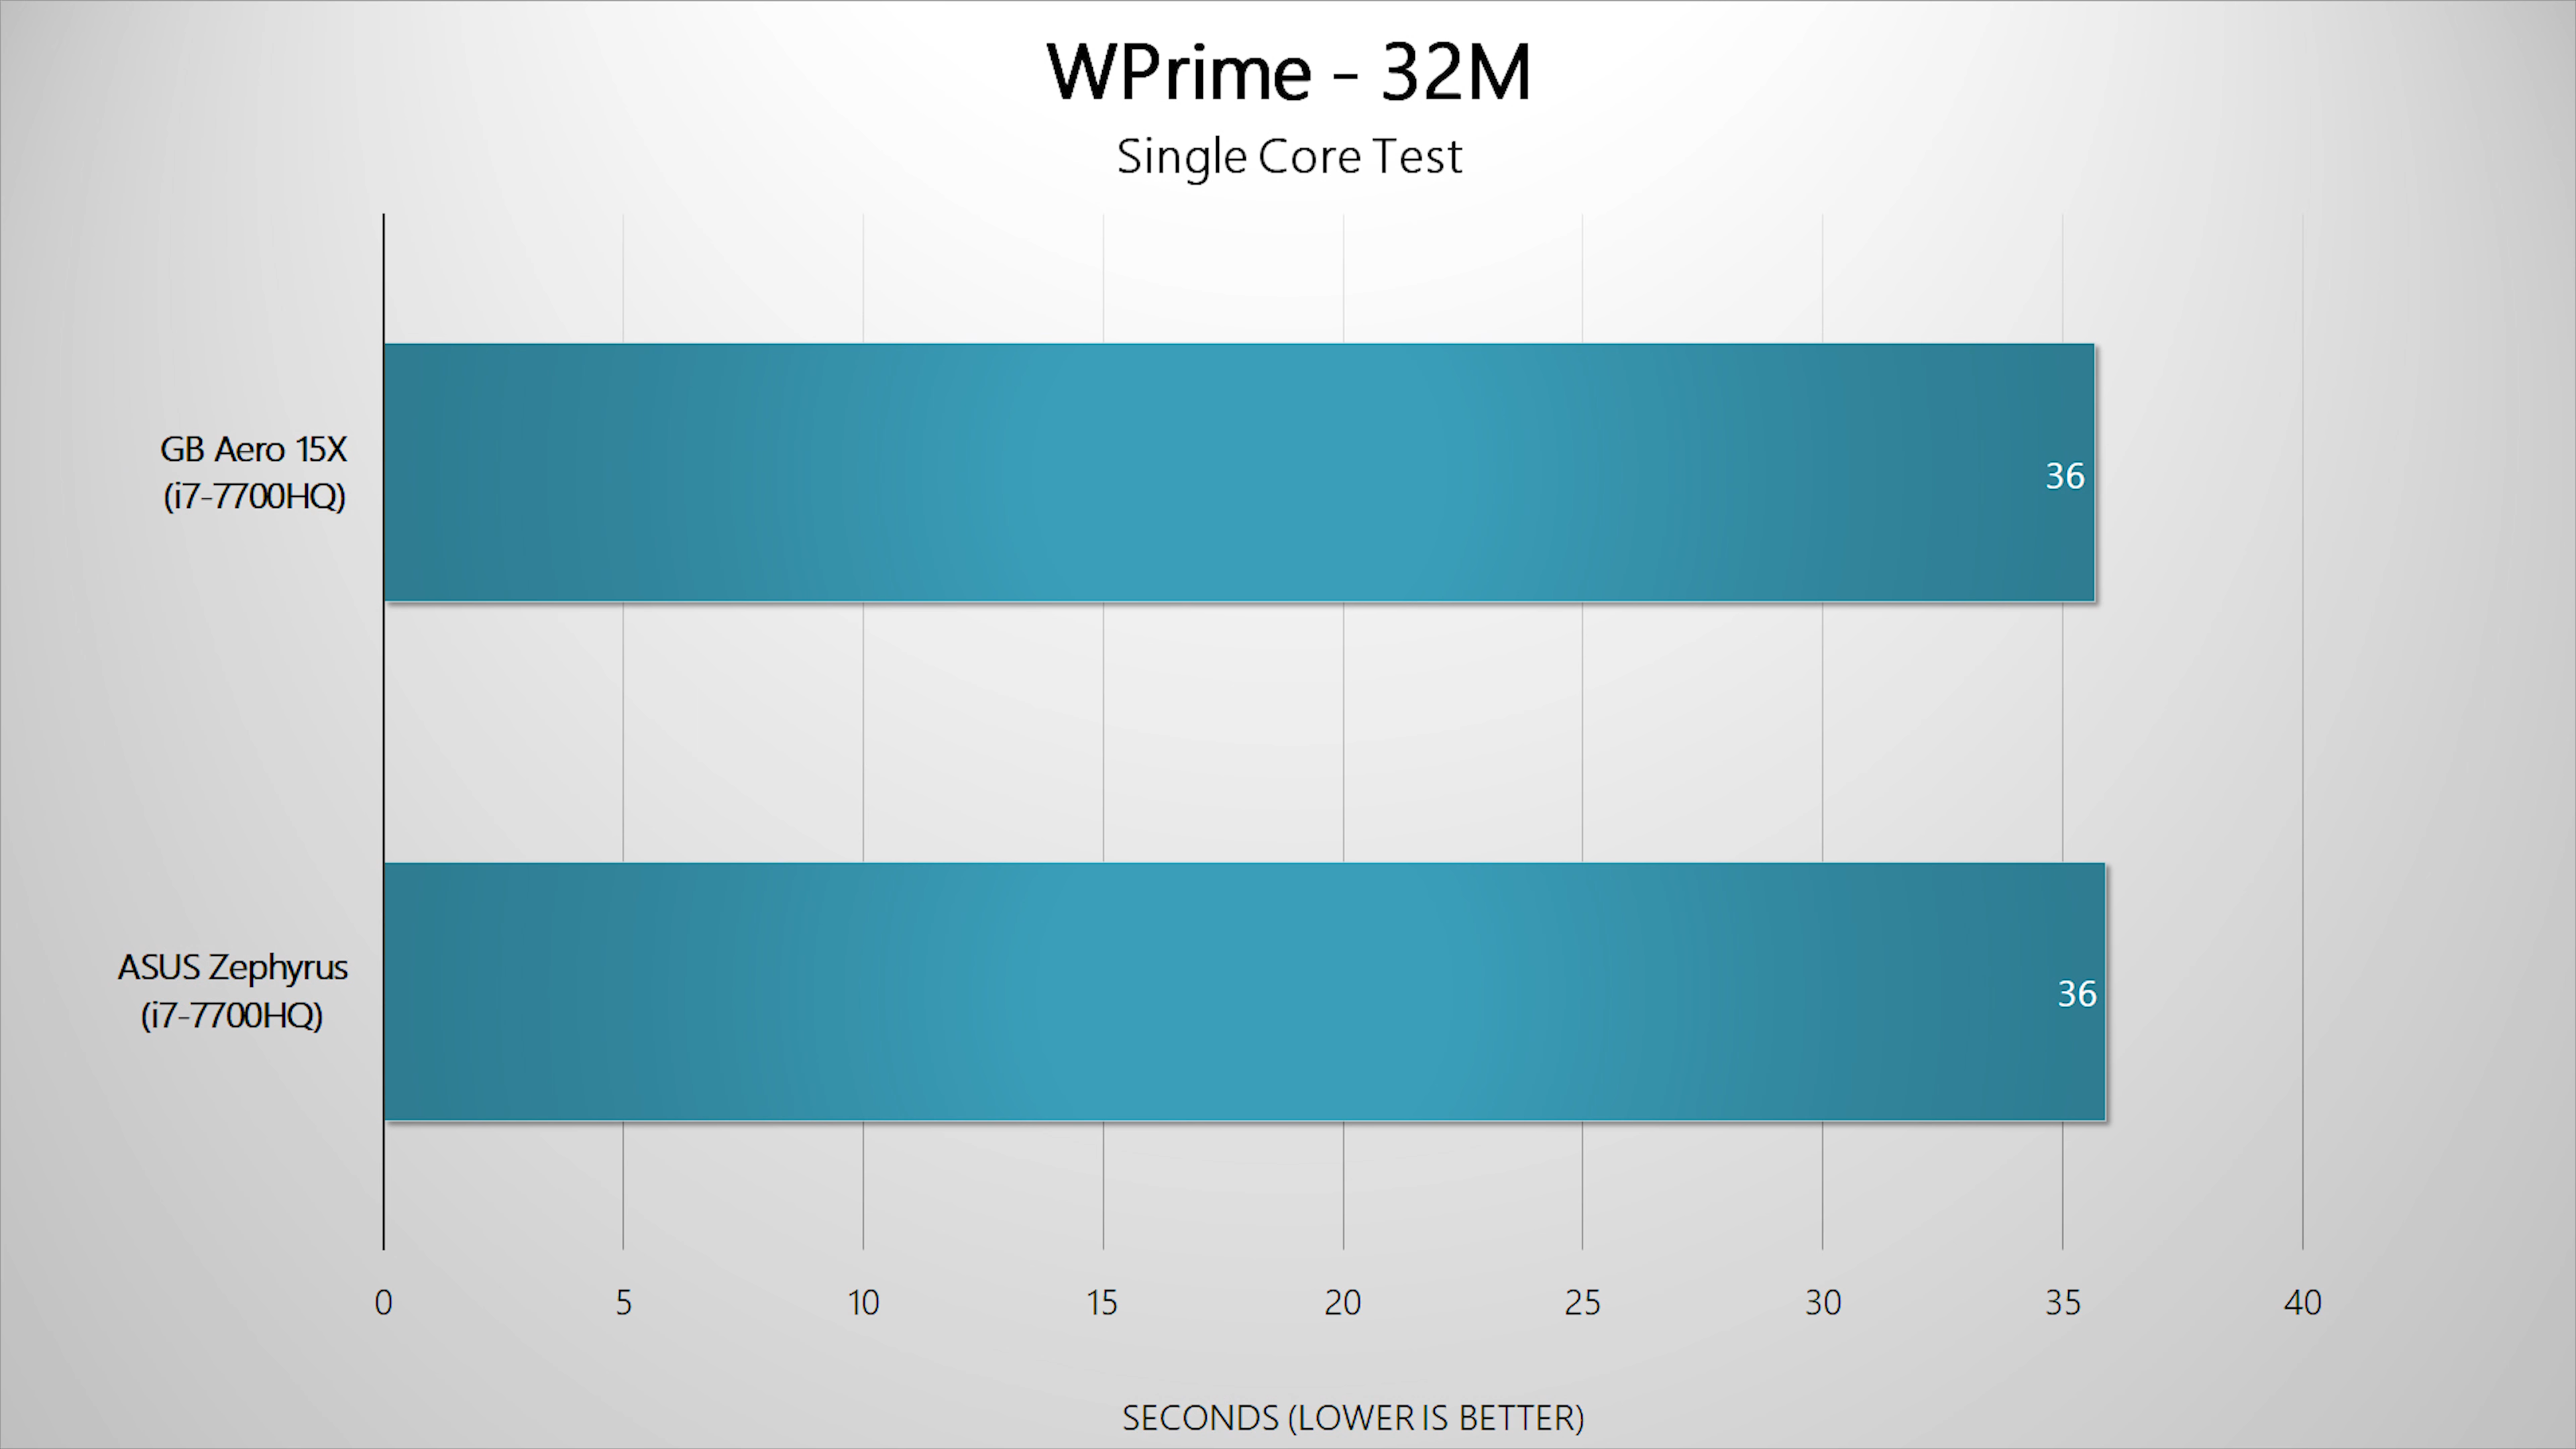 WPrime - 32M
Single Core Test
GB Aero 15X
(i7-7700HQ)
36
ASUS Zephyrus
(i7-7700HQ)
36
0 5 10 15 20 25 30 35 40
SECONDS (LOWER IS BETTER)